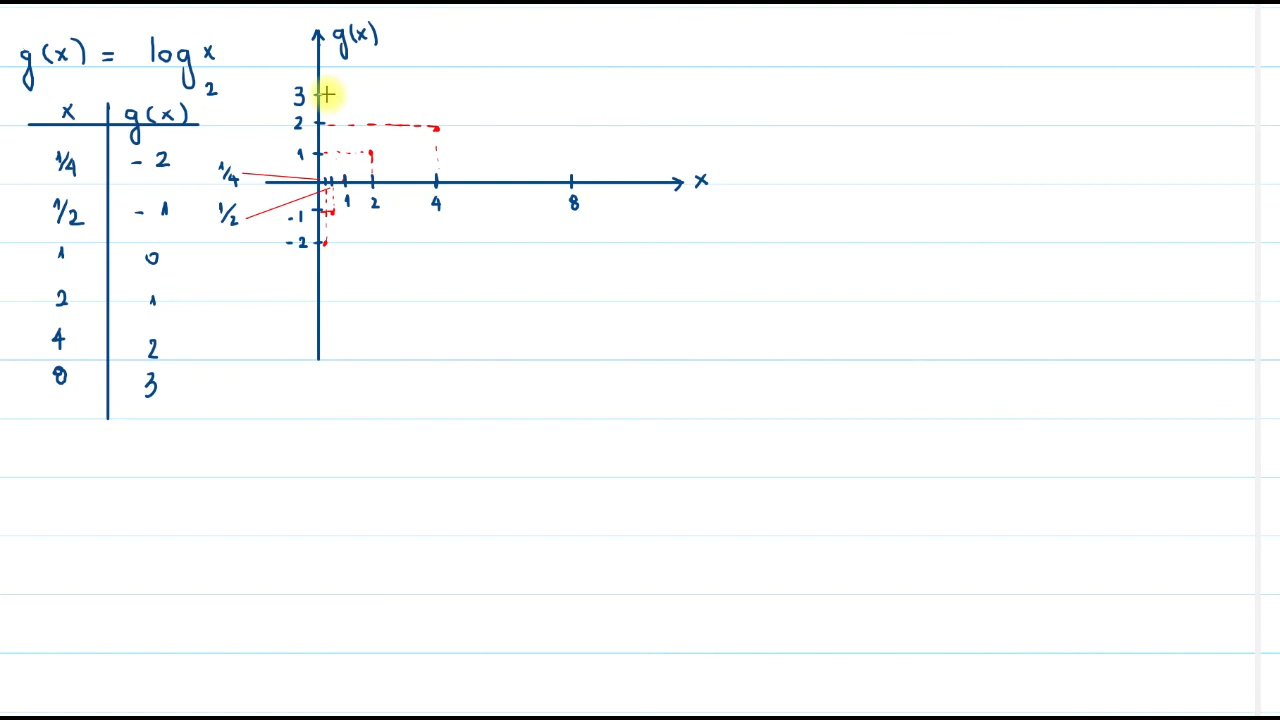 g(x) = log₂ x
x g(x)
1/4 -2
1/2 -1
1 0
2 1
4 2
8 3
g(x)
3
2
1
1/4
x
1/2
1 2 4 8
-1
-2